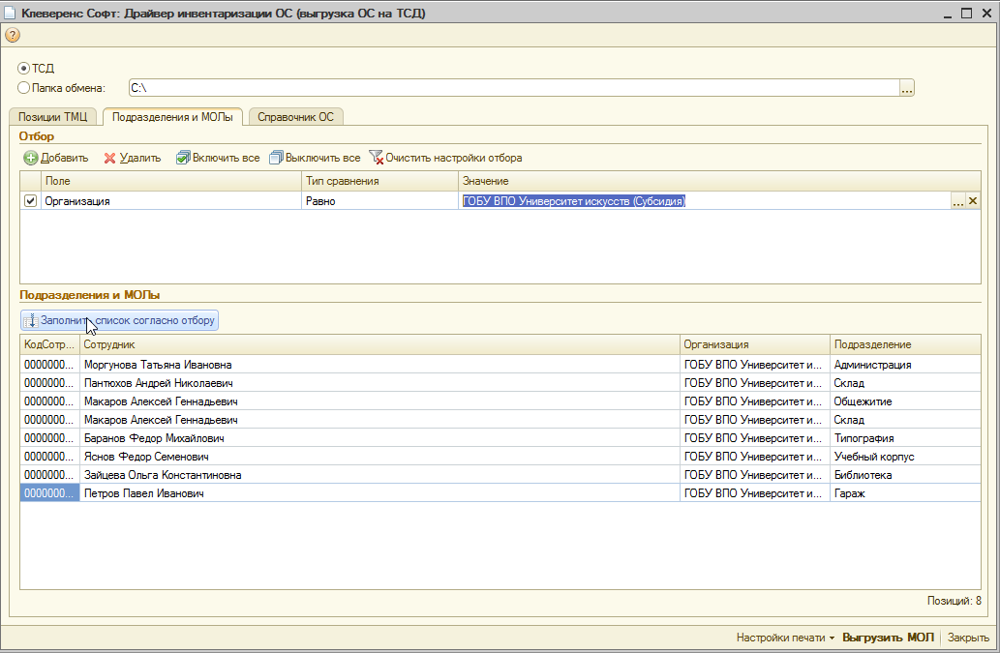 Клеверенс Софт: Драйвер инвентаризации ОС (выгрузка ОС на ТСД)
?
ТСД
Папка обмена: C:\ ...
Позиции ТМЦ Подразделения и МОЛы Справочник ОС
Отбор
Добавить Удалить Включить все Выключить все Очистить настройки отбора
Поле Тип сравнения Значение
Организация Равно ГОБУ ВПО Университет искусств (Субсидия) ...
Подразделения и МОЛы
Заполнить список согласно отбору
КодСотр... Сотрудник Организация Подразделение
0000000... Моргунова Татьяна Ивановна ГОБУ ВПО Университет и... Администрация
0000000... Пантюхов Андрей Николаевич ГОБУ ВПО Университет и... Склад
0000000... Макаров Алексей Геннадьевич ГОБУ ВПО Университет и... Общежитие
0000000... Макаров Алексей Геннадьевич ГОБУ ВПО Университет и... Склад
0000000... Баранов Федор Михайлович ГОБУ ВПО Университет и... Типография
0000000... Яснов Федор Семенович ГОБУ ВПО Университет и... Учебный корпус
0000000... Зайцева Ольга Константиновна ГОБУ ВПО Университет и... Библиотека
0000000... Петров Павел Иванович ГОБУ ВПО Университет и... Гараж
Позиций: 8
Настройки печати Выгрузить МОЛ Закрыть